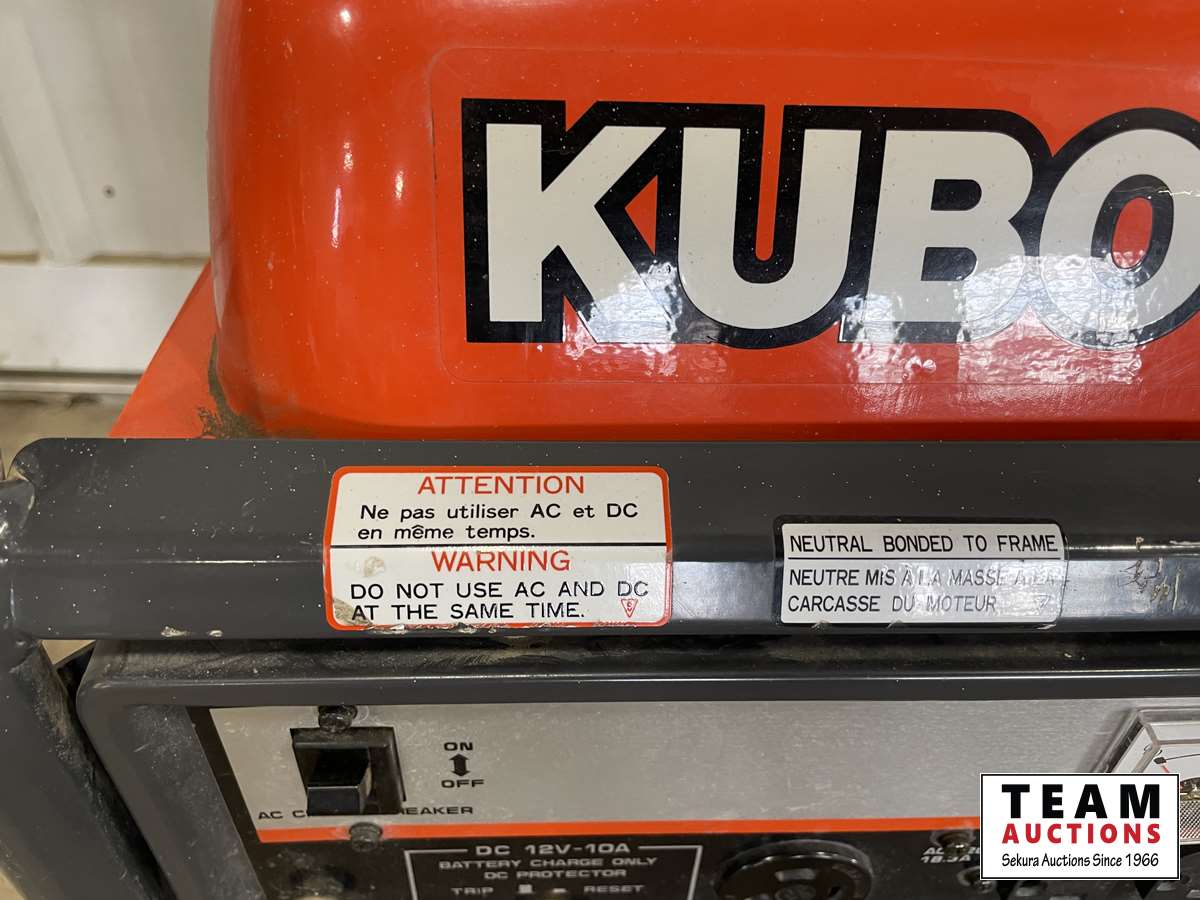 KUBO
ATTENTION
Ne pas utiliser AC et DC
en même temps.
WARNING
DO NOT USE AC AND DC
AT THE SAME TIME.
NEUTRAL BONDED TO FRAME
NEUTRE MIS À LA MASSE À LA
CARCASSE DU MOTEUR
ON
OFF
AC
DC 12V-10A
BATTERY CHARGE ONLY
DC PROTECTOR
TRIP RESET
TEAM
AUCTIONS
Sekura Auctions Since 1966